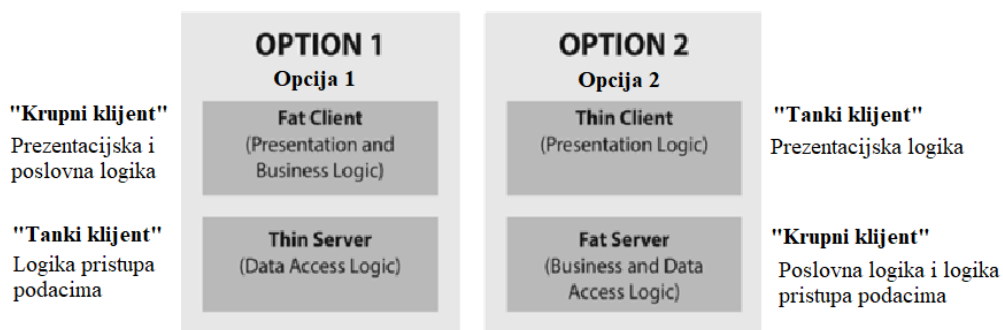 OPTION 1
Opcija 1
OPTION 2
Opcija 2
"Krupni klijent"
Prezentacijska i
poslovna logika
Fat Client
(Presentation and
Business Logic)
Thin Client
(Presentation Logic)
"Tanki klijent"
Prezentacijska logika
"Tanki klijent"
Logika pristupa
podacima
Thin Server
(Data Access Logic)
Fat Server
(Business and Data
Access Logic)
"Krupni klijent"
Poslovna logika i logika
pristupa podacima